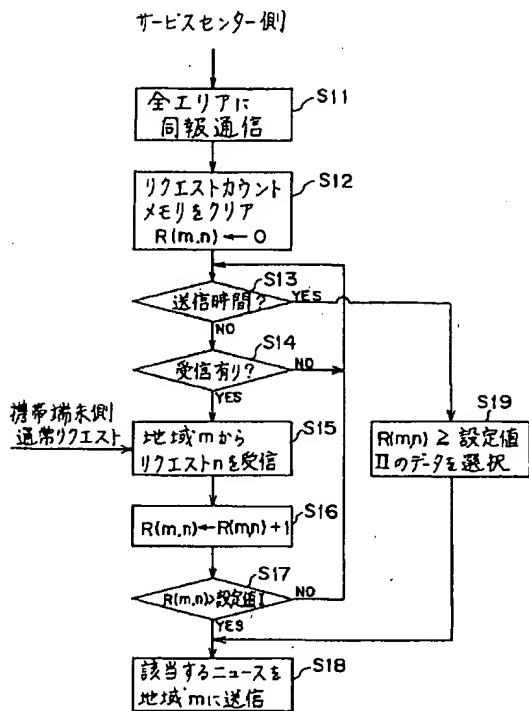 サービスセンター側
全エリアに
同報通信
S11
リクエストカウント
メモリをクリア
R(m,n)←0
S12
送信時間?
S13
YES
NO
受信有り?
S14
NO
YES
携帯端末側
通常リクエスト
地域mから
リクエストnを受信
S15
R(m,n)←R(m,n)+1
S16
R(m,n)>設定値I
S17
NO
YES
R(m,n)≧設定値
IIのデータを選択
S19
該当するニュースを
地域mに送信
S18